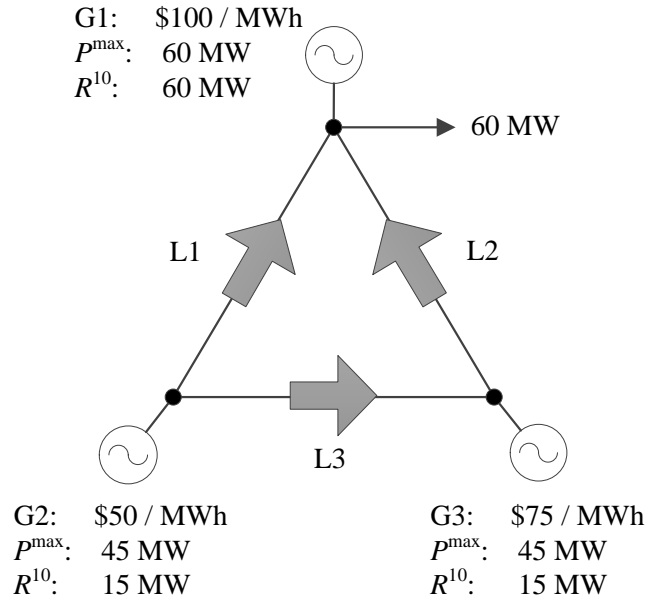 G1: $100 / MWh
Pmax: 60 MW
R10: 60 MW
60 MW
L1
L2
L3
G2: $50 / MWh
Pmax: 45 MW
R10: 15 MW
G3: $75 / MWh
Pmax: 45 MW
R10: 15 MW